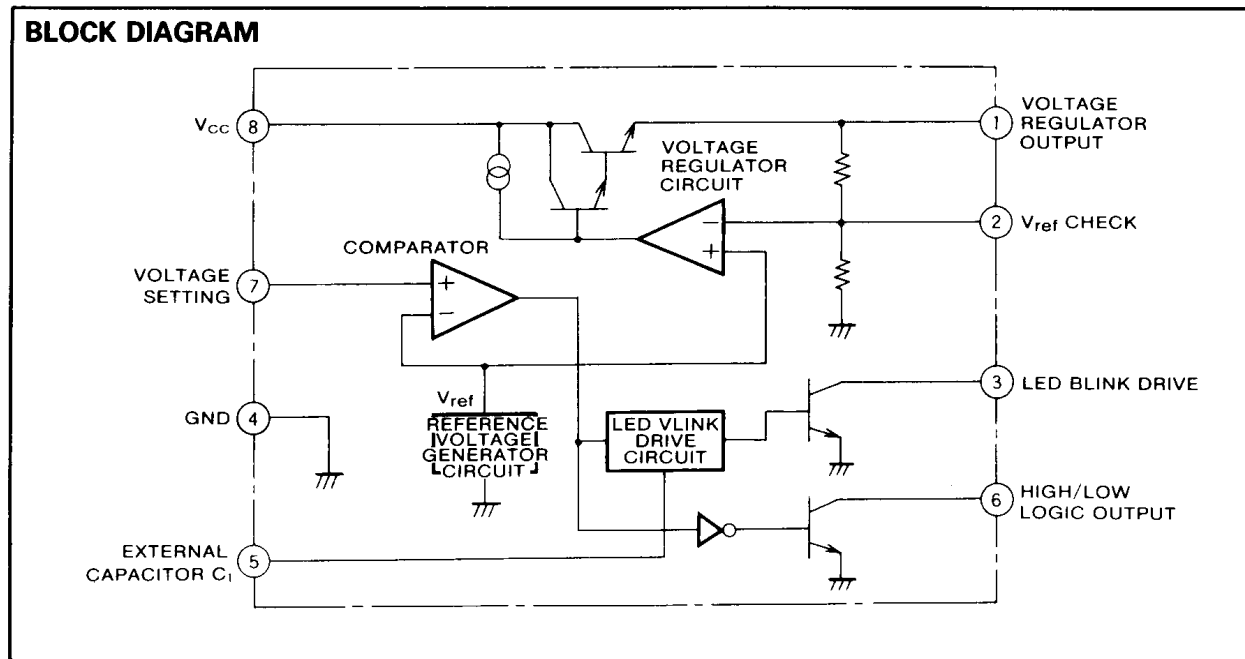 BLOCK DIAGRAM
VCC
8
1
VOLTAGE
REGULATOR
OUTPUT
VOLTAGE
REGULATOR
CIRCUIT
−
+
2
Vref CHECK
COMPARATOR
VOLTAGE
SETTING
7
+
−
GND
4
Vref
REFERENCE
VOLTAGE
GENERATOR
CIRCUIT
LED VLINK
DRIVE
CIRCUIT
3
LED BLINK DRIVE
6
HIGH/LOW
LOGIC OUTPUT
EXTERNAL
CAPACITOR C1
5